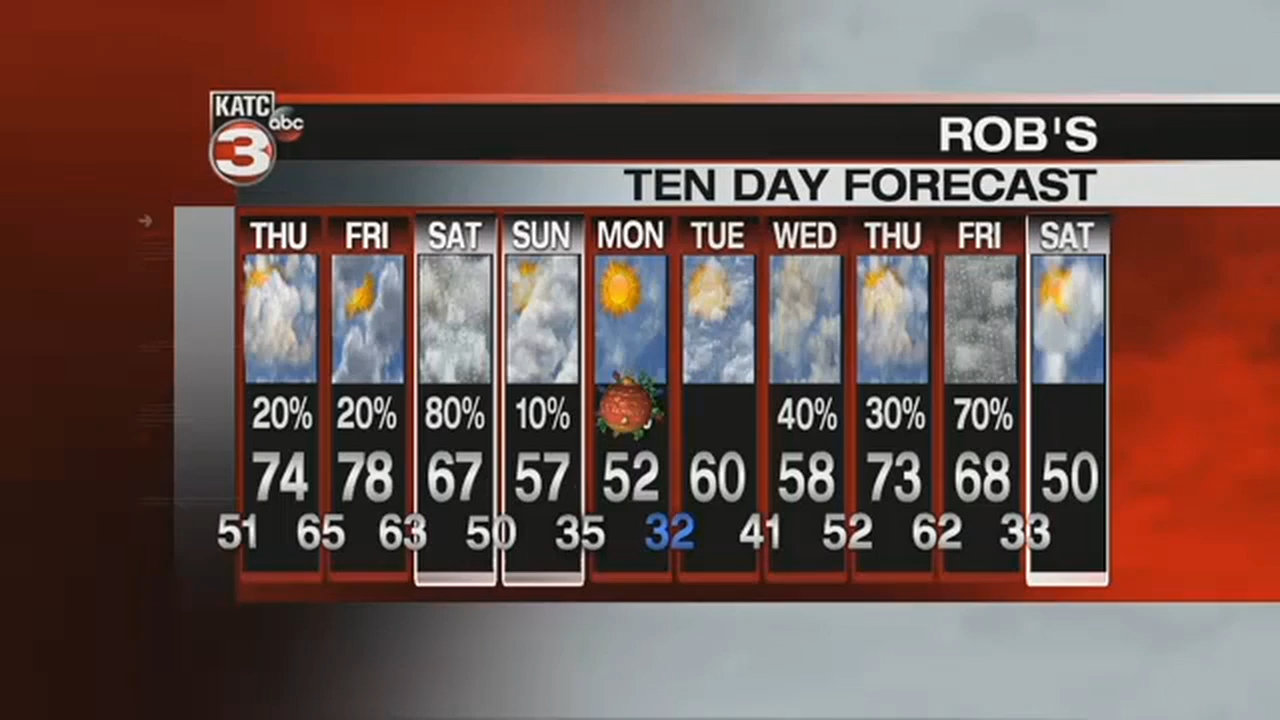 KATC
abc
3
ROB'S
TEN DAY FORECAST
THU FRI SAT SUN MON TUE WED THU FRI SAT
20% 20% 80% 10% 40% 30% 70%
74 78 67 57 52 60 58 73 68 50
51 65 63 50 35 32 41 52 62 33